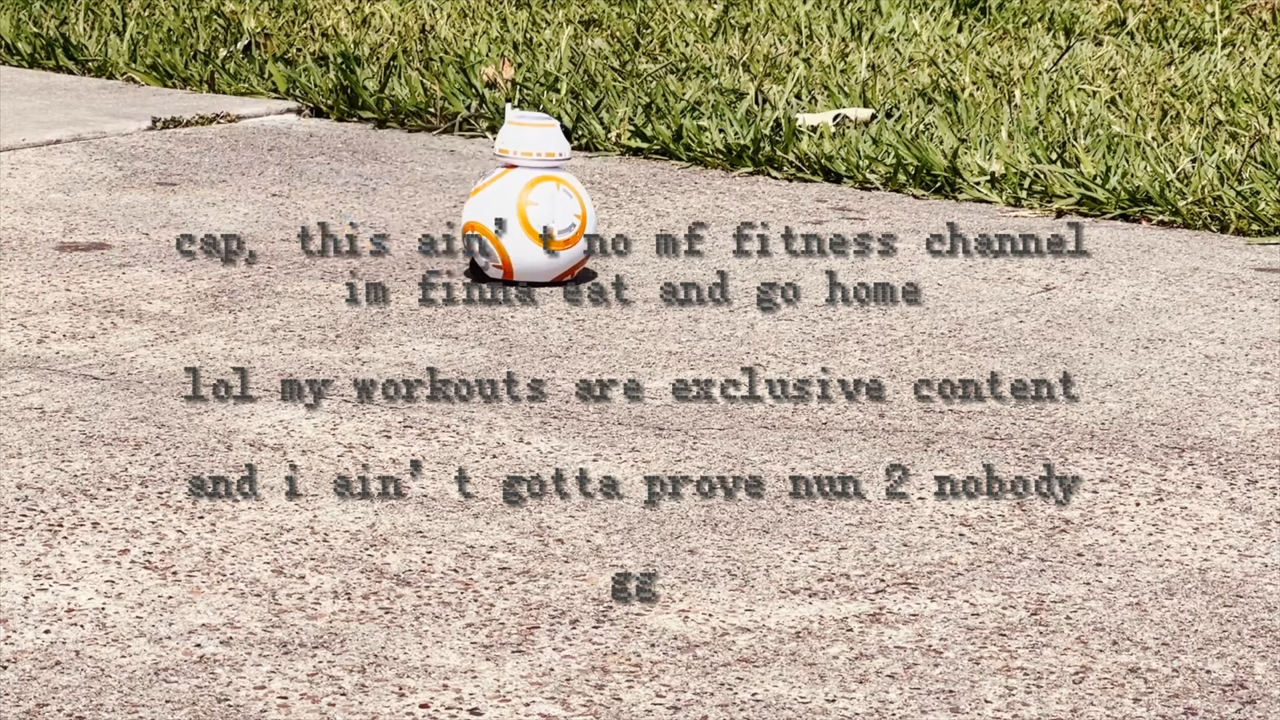 cap, this ain't no mf fitness channel
im finna eat and go home
lol my workouts are exclusive content
and i ain't gotta prove nun 2 nobody
gg